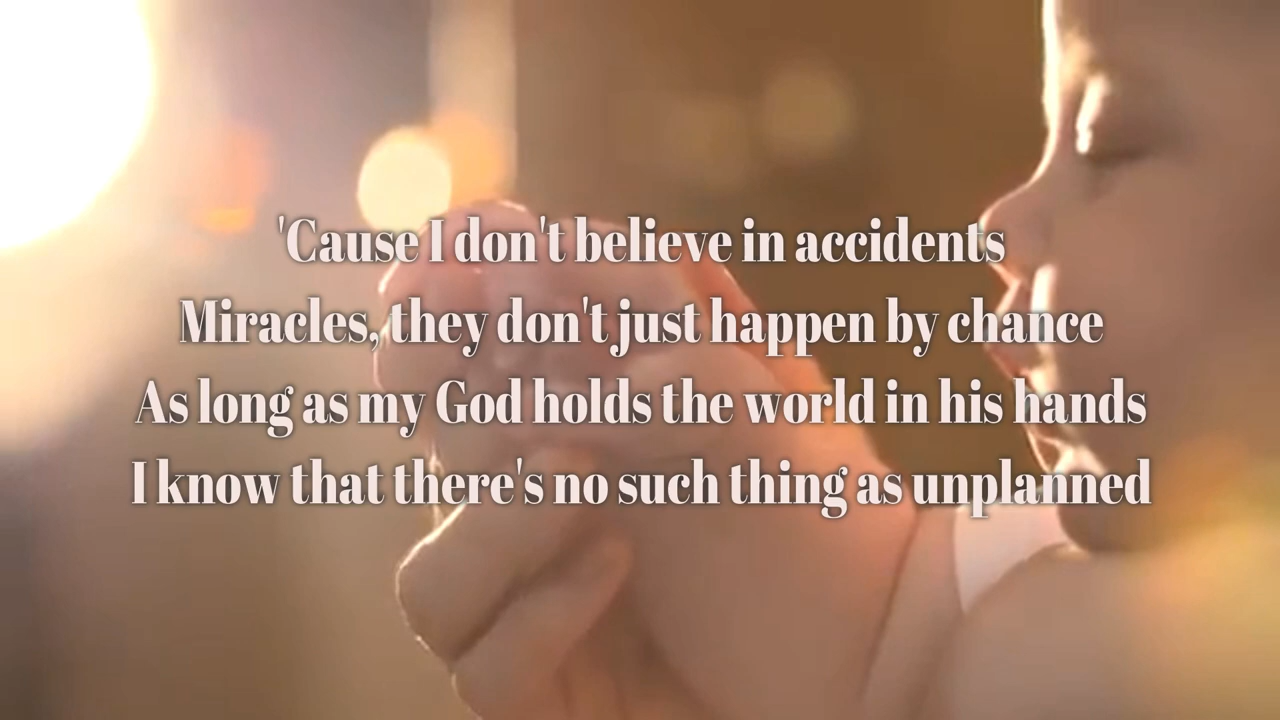 'Cause I don't believe in accidents
Miracles, they don't just happen by chance
As long as my God holds the world in his hands
I know that there's no such thing as unplanned